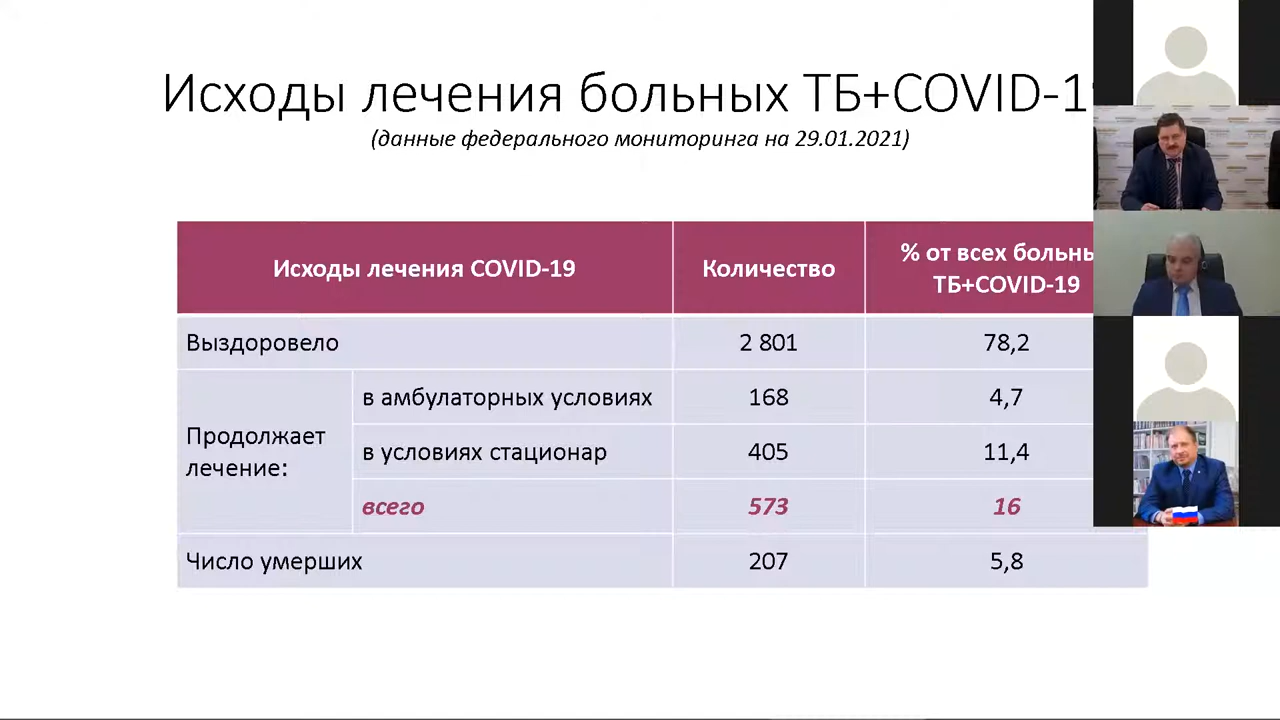 Исходы лечения больных ТБ+COVID-1
(данные федерального мониторинга на 29.01.2021)
Исходы лечения COVID-19
Количество
% от всех больны
ТБ+COVID-19
Выздоровело
2 801
78,2
Продолжает
лечение:
в амбулаторных условиях
168
4,7
в условиях стационар
405
11,4
всего
573
16
Число умерших
207
5,8